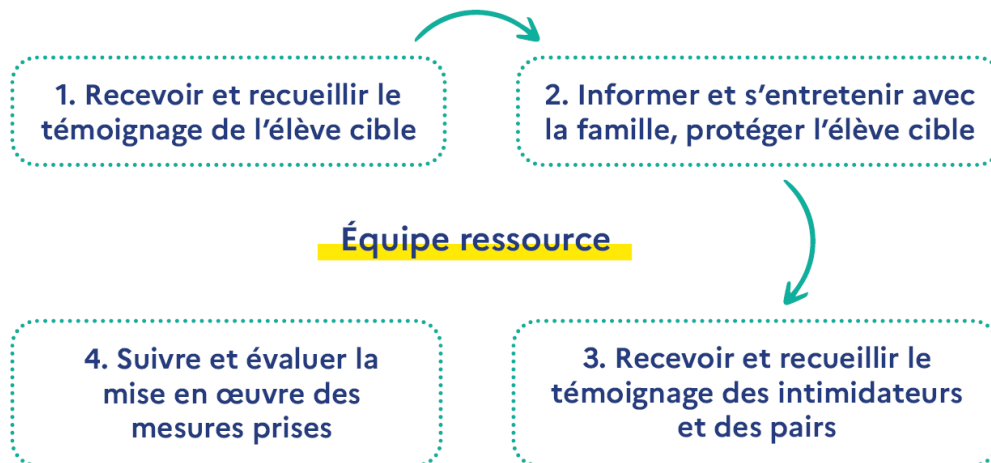 1. Recevoir et recueillir le
témoignage de l’élève cible
2. Informer et s’entretenir avec
la famille, protéger l’élève cible
Équipe ressource
4. Suivre et évaluer la
mise en œuvre des
mesures prises
3. Recevoir et recueillir le
témoignage des intimidateurs
et des pairs